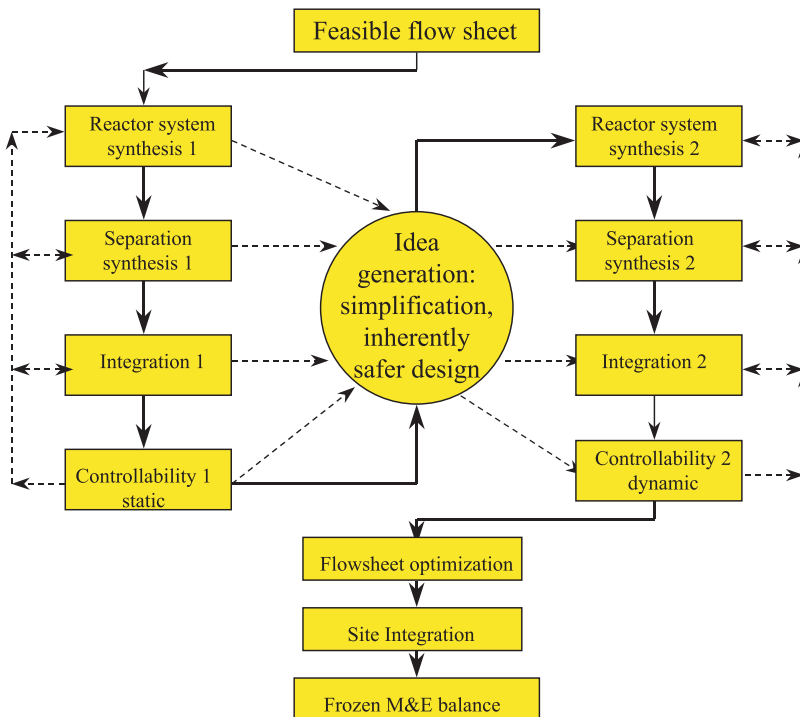 Feasible flow sheet
Reactor system
synthesis 1
Separation
synthesis 1
Integration 1
Controllability 1
static
Idea
generation:
simplification,
inherently
safer design
Reactor system
synthesis 2
Separation
synthesis 2
Integration 2
Controllability 2
dynamic
Flowsheet optimization
Site Integration
Frozen M&E balance